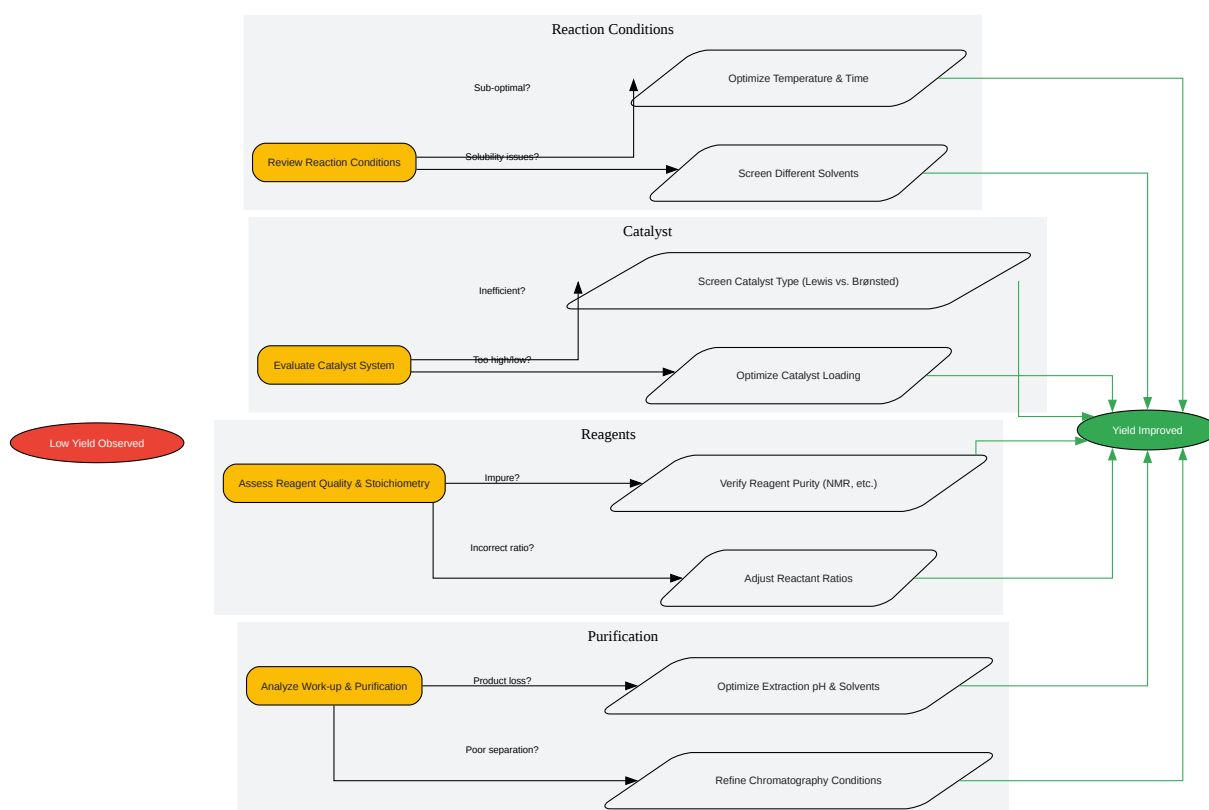 Reaction Conditions
Optimize Temperature & Time
Sub-optimal?
Solubility issues?
Review Reaction Conditions
Screen Different Solvents
Catalyst
Screen Catalyst Type (Lewis vs. Brønsted)
Inefficient?
Too high/low?
Evaluate Catalyst System
Optimize Catalyst Loading
Low Yield Observed
Yield Improved
Reagents
Assess Reagent Quality & Stoichiometry
Impure?
Verify Reagent Purity (NMR, etc.)
Incorrect ratio?
Adjust Reactant Ratios
Purification
Analyze Work-up & Purification
Product loss?
Optimize Extraction pH & Solvents
Poor separation?
Refine Chromatography Conditions